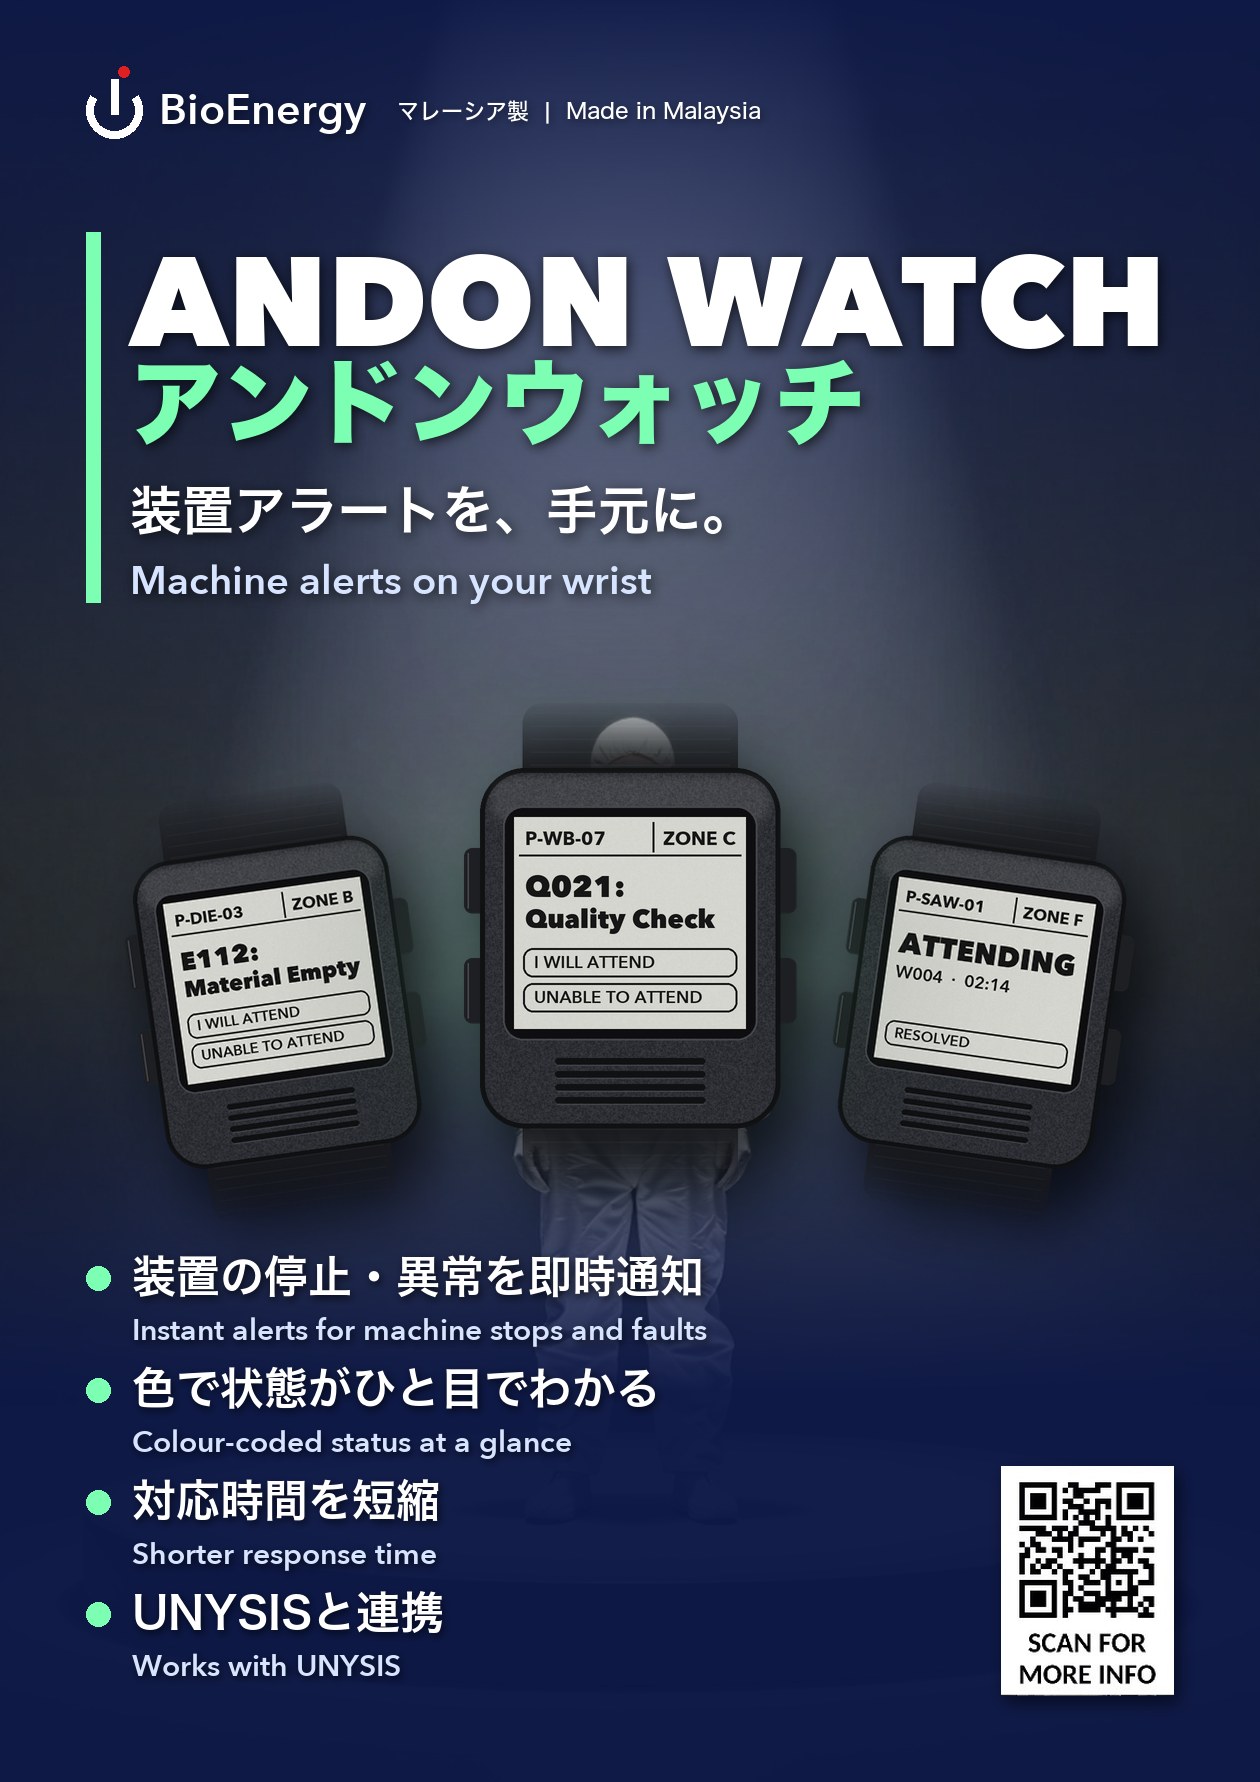 BioEnergy マレーシア製 | Made in Malaysia
ANDON WATCH
アンドンウォッチ
装置アラートを、手元に。
Machine alerts on your wrist
P-DIE-03 ZONE B
E112:
Material Empty
I WILL ATTEND
UNABLE TO ATTEND
P-WB-07 ZONE C
Q021:
Quality Check
I WILL ATTEND
UNABLE TO ATTEND
P-SAW-01 ZONE F
ATTENDING
W004 · 02:14
RESOLVED
装置の停止・異常を即時通知
Instant alerts for machine stops and faults
色で状態がひと目でわかる
Colour-coded status at a glance
対応時間を短縮
Shorter response time
UNYSISと連携
Works with UNYSIS
SCAN FOR
MORE INFO